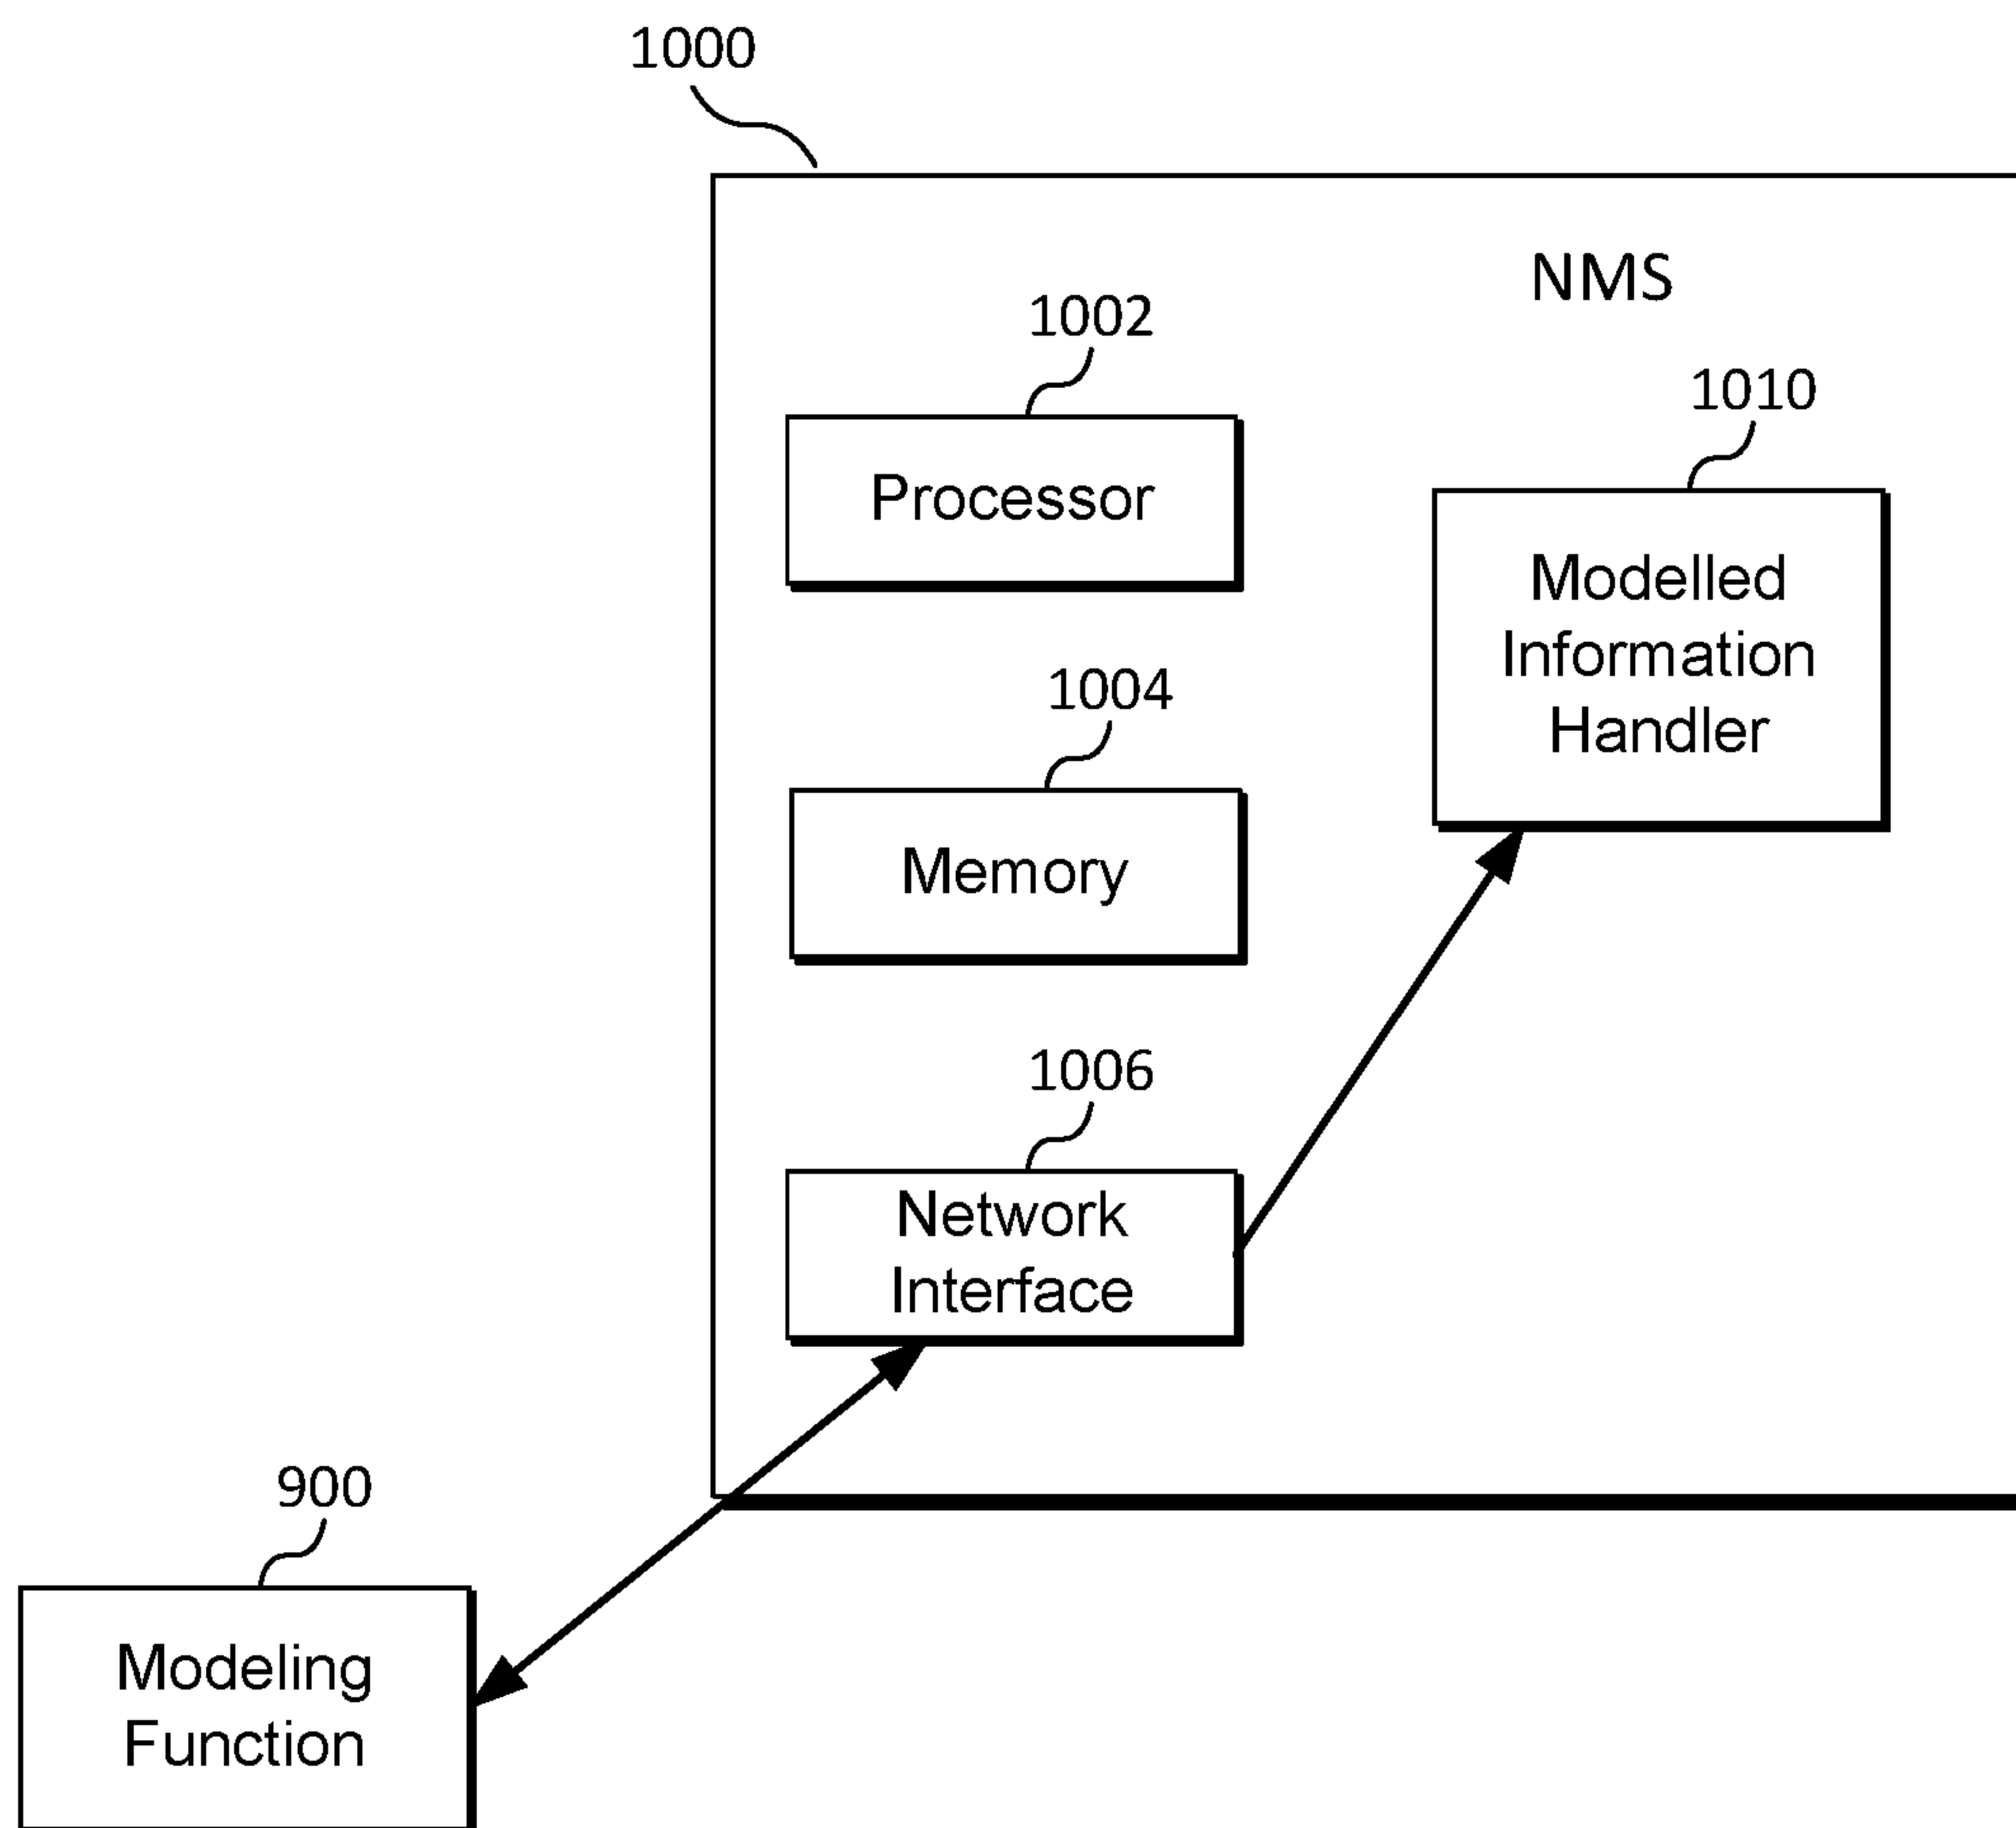 1000
NMS
1002
Processor
1010
Modelled
Information
Handler
1004
Memory
1006
Network
Interface
900
Modeling
Function